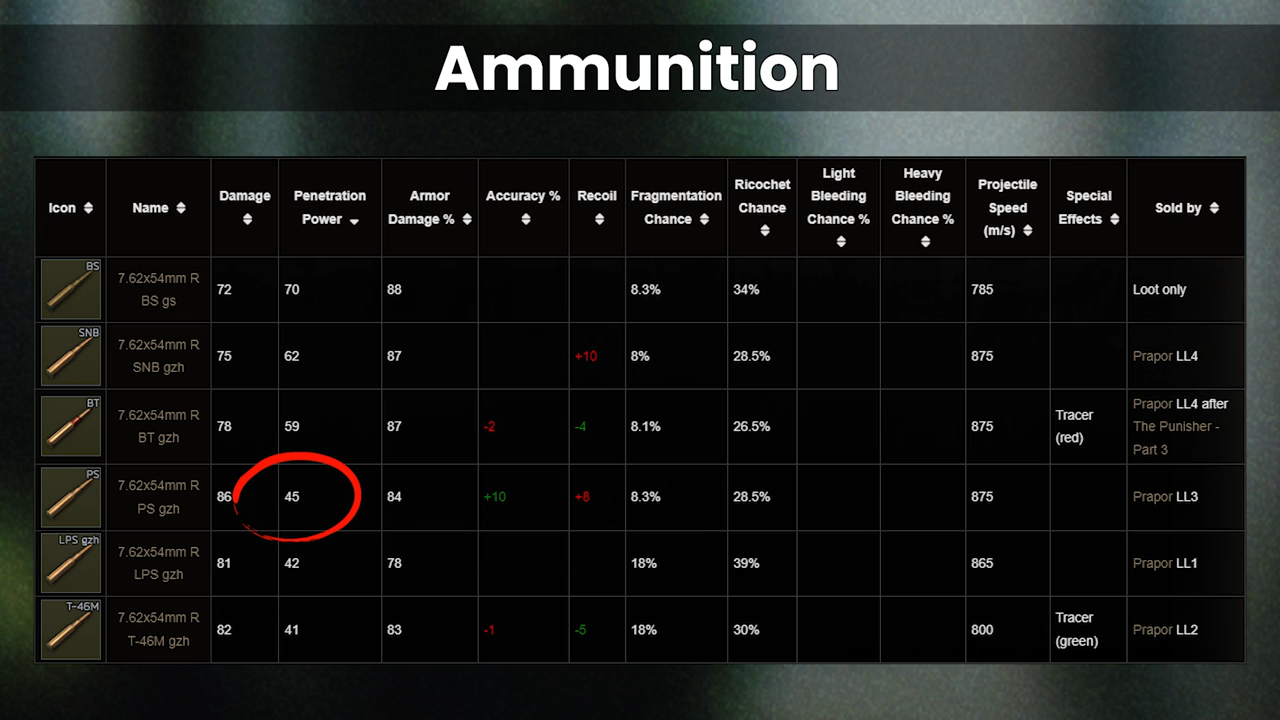 Ammunition
Icon
Name
Damage
Penetration
Power
Armor
Damage %
Accuracy %
Recoil
Fragmentation
Chance
Ricochet
Chance
Light
Bleeding
Chance %
Heavy
Bleeding
Chance %
Projectile
Speed
(m/s)
Special
Effects
Sold by
BS
7.62x54mm R
BS gs
72
70
88
8.3%
34%
785
Loot only
SNB
7.62x54mm R
SNB gzh
75
62
87
+10
8%
28.5%
875
Prapor LL4
BT
7.62x54mm R
BT gzh
78
59
87
-2
-4
8.1%
26.5%
875
Tracer
(red)
Prapor LL4 after
The Punisher -
Part 3
PS
7.62x54mm R
PS gzh
86
45
84
+10
+8
8.3%
28.5%
875
Prapor LL3
LPS gzh
7.62x54mm R
LPS gzh
81
42
78
18%
39%
865
Prapor LL1
T-46M
7.62x54mm R
T-46M gzh
82
41
83
-1
-5
18%
30%
800
Tracer
(green)
Prapor LL2